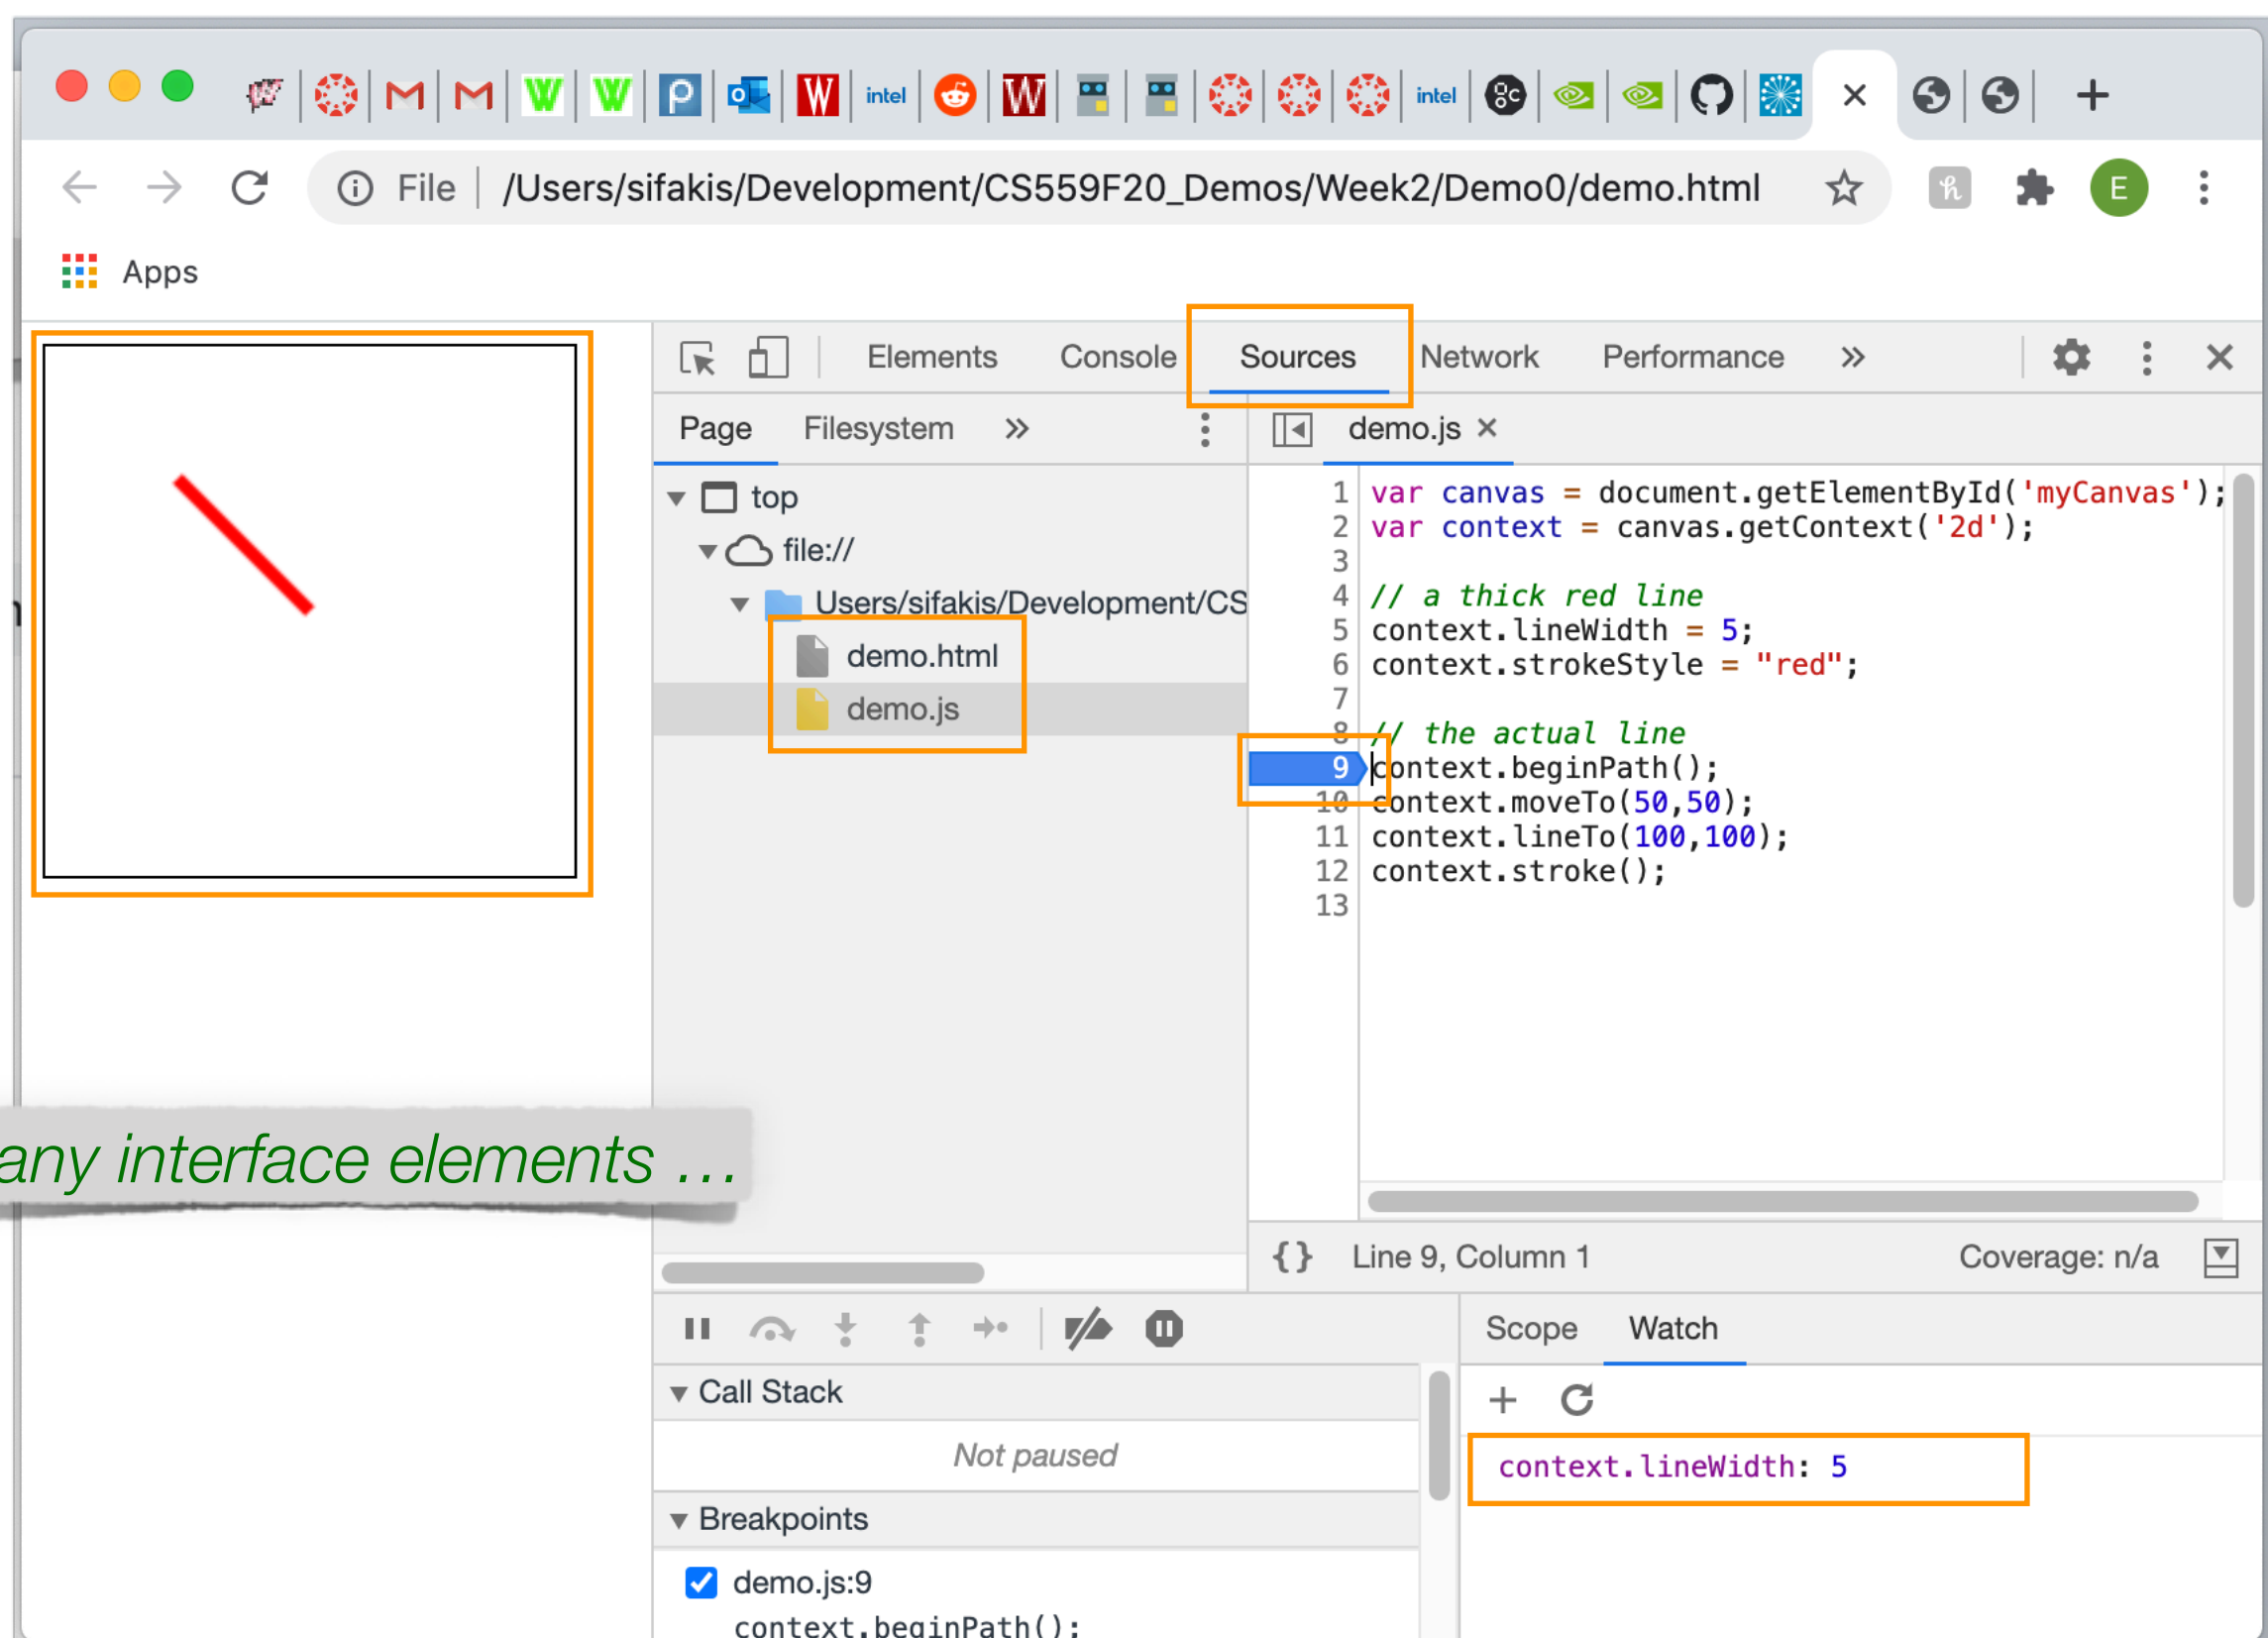 intel
intel
File /Users/sifakis/Development/CS559F20_Demos/Week2/Demo0/demo.html
E
Apps
Elements Console Sources Network Performance
Page Filesystem
demo.js
top
file://
Users/sifakis/Development/CS
demo.html
demo.js
1 var canvas = document.getElementById('myCanvas');
2 var context = canvas.getContext('2d');
3
4 // a thick red line
5 context.lineWidth = 5;
6 context.strokeStyle = "red";
7
8 // the actual line
9 context.beginPath();
10 context.moveTo(50,50);
11 context.lineTo(100,100);
12 context.stroke();
13
any interface elements ...
{} Line 9, Column 1 Coverage: n/a
Scope Watch
Call Stack
Not paused
context.lineWidth: 5
Breakpoints
demo.js:9
context.beginPath();